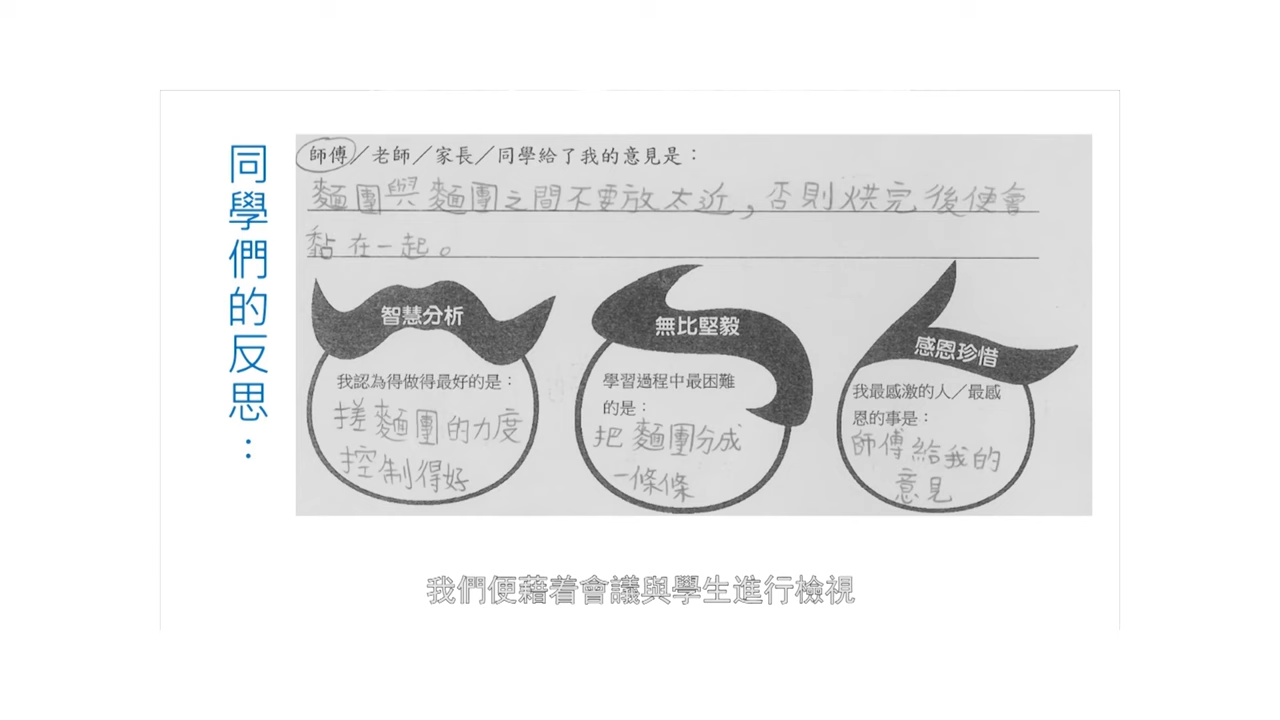 同學們的反思：
師傅／老師／家長／同學給了我的意見是：
麵團與麵團之間不要放太近，否則烘完後便會
黏在一起。
智慧分析
我認為得做得最好的是：
搓麵團的力度
控制得好
無比堅毅
學習過程中最困難
的是：
把麵團分成
一條條
感恩珍惜
我最感激的人／最感
恩的事是：
師傅給我的
意見
我們便藉着會議與學生進行檢視